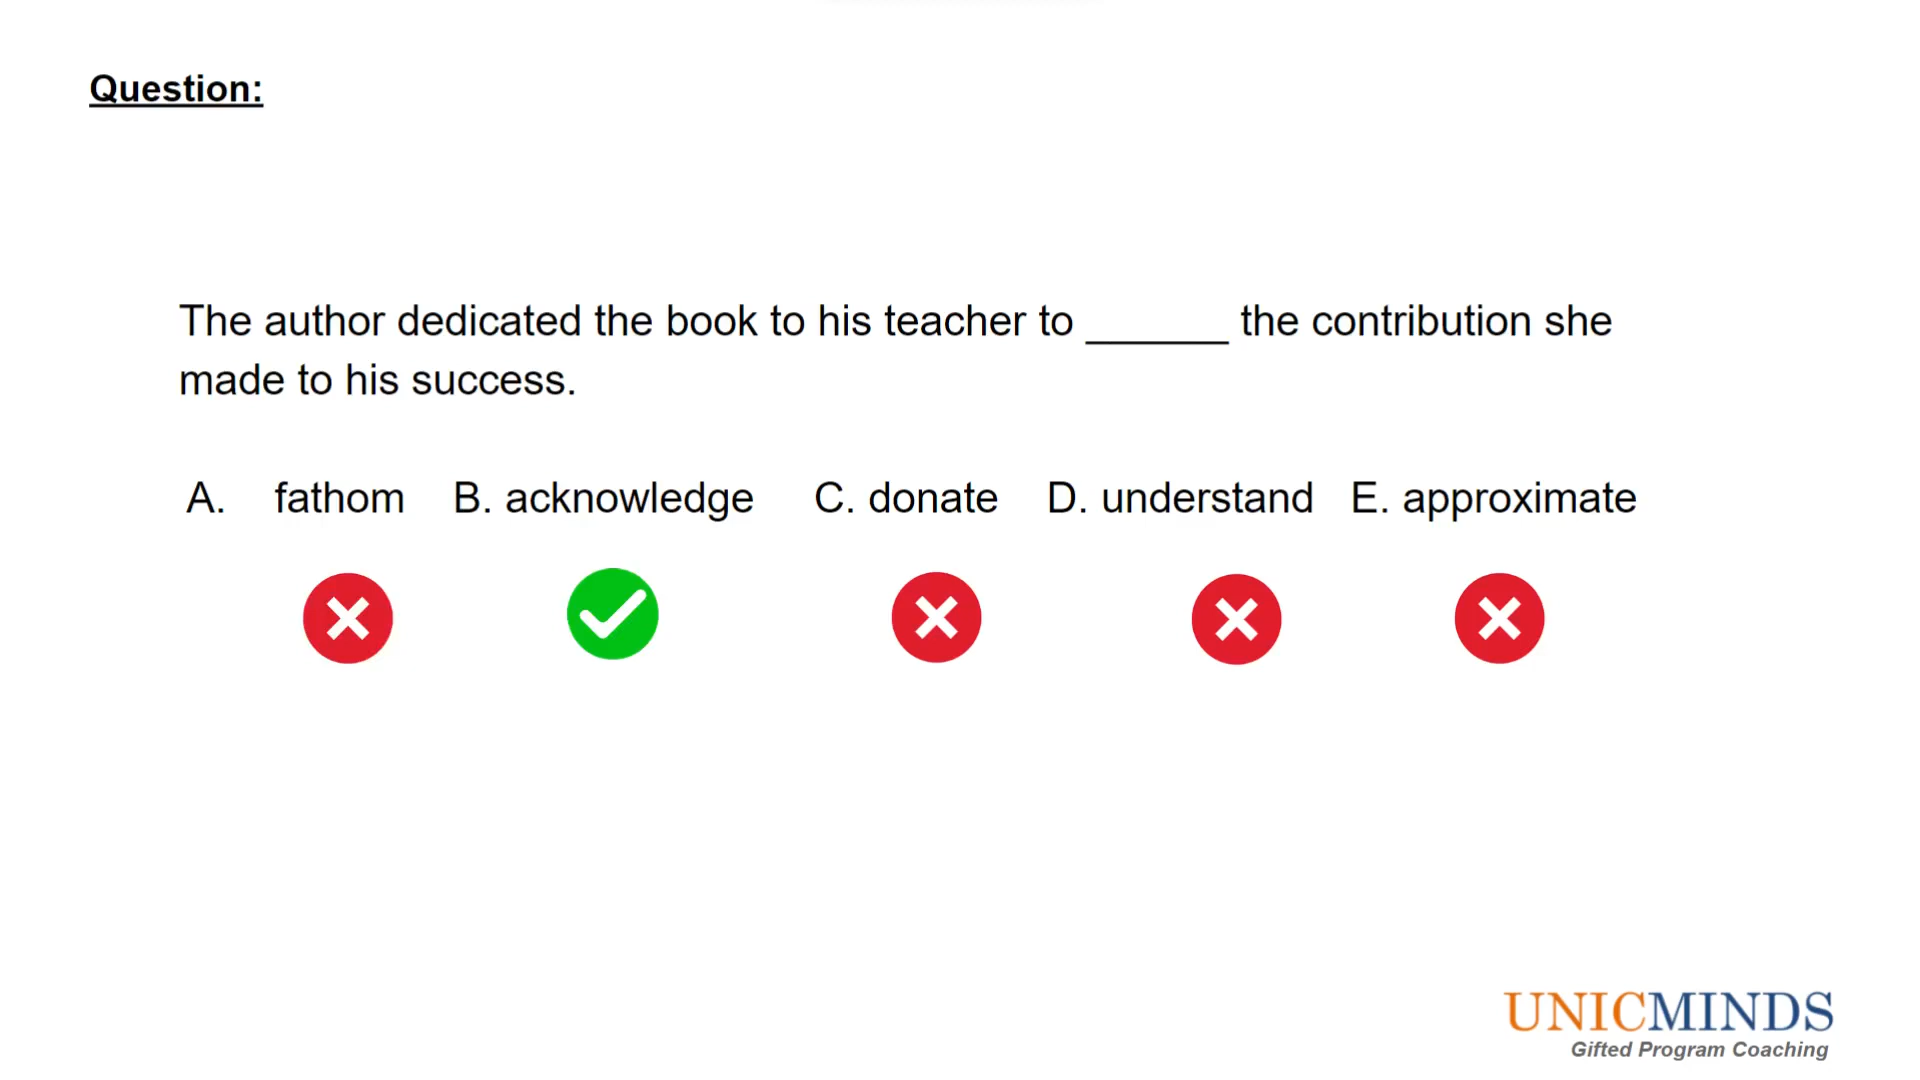 Question:
The author dedicated the book to his teacher to ______ the contribution she
made to his success.
A. fathom B. acknowledge C. donate D. understand E. approximate
UNICMINDS
Gifted Program Coaching